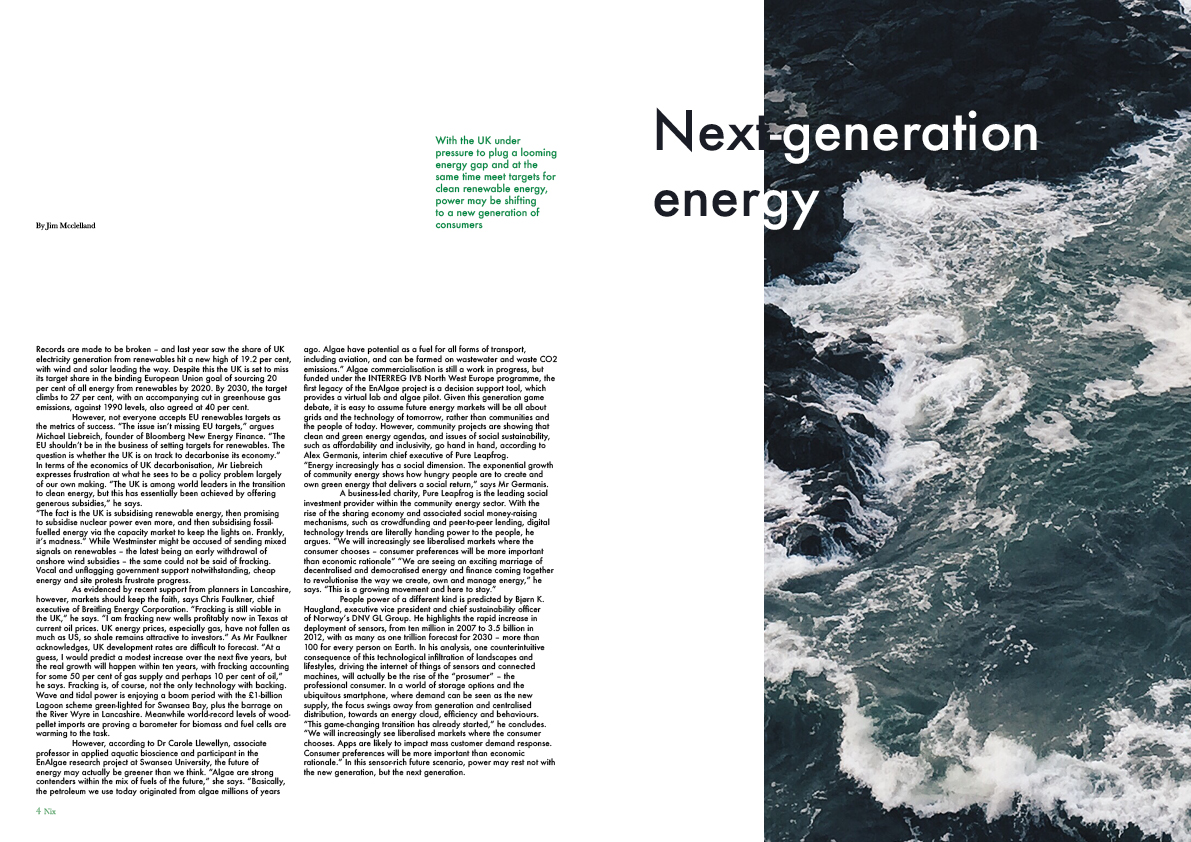 Next-generation
energy
With the UK under
pressure to plug a looming
energy gap and at the
same time meet targets for
clean renewable energy,
power may be shifting
to a new generation of
consumers
By Jim Mcclelland
Records are made to be broken – and last year saw the share of UK
electricity generation from renewables hit a new high of 19.2 per cent,
with wind and solar leading the way. Despite this the UK is set to miss
its target share in the binding European Union goal of sourcing 20
per cent of all energy from renewables by 2020. By 2030, the target
climbs to 27 per cent, with an accompanying cut in greenhouse gas
emissions, against 1990 levels, also agreed at 40 per cent.
However, not everyone accepts EU renewables targets as
the metrics of success. “The issue isn’t missing EU targets,” argues
Michael Liebreich, founder of Bloomberg New Energy Finance. “The
EU shouldn’t be in the business of setting targets for renewables. The
question is whether the UK is on track to decarbonise its economy.”
In terms of the economics of UK decarbonisation, Mr Liebreich
expresses frustration at what he sees to be a policy problem largely
of our own making. “The UK is among world leaders in the transition
to clean energy, but this has essentially been achieved by offering
generous subsidies,” he says.
“The fact is the UK is subsidising renewable energy, then promising
to subsidise nuclear power even more, and then subsidising fossil-
fuelled energy via the capacity market to keep the lights on. Frankly,
it’s madness.” While Westminster might be accused of sending mixed
signals on renewables – the latest being an early withdrawal of
onshore wind subsidies – the same could not be said of fracking.
Vocal and unflagging government support notwithstanding, cheap
energy and site protests frustrate progress.
As evidenced by recent support from planners in Lancashire,
however, markets should keep the faith, says Chris Faulkner, chief
executive of Breitling Energy Corporation. “Fracking is still viable in
the UK,” he says. “I am fracking new wells profitably now in Texas at
current oil prices. UK energy prices, especially gas, have not fallen as
much as US, so shale remains attractive to investors.” As Mr Faulkner
acknowledges, UK development rates are difficult to forecast. “At a
guess, I would predict a modest increase over the next five years, but
the real growth will happen within ten years, with fracking accounting
for some 50 per cent of gas supply and perhaps 10 per cent of oil,”
he says. Fracking is, of course, not the only technology with backing.
Wave and tidal power is enjoying a boom period with the £1-billion
Lagoon scheme green-lighted for Swansea Bay, plus the barrage on
the River Wyre in Lancashire. Meanwhile world-record levels of wood-
pellet imports are proving a barometer for biomass and fuel cells are
warming to the task.
However, according to Dr Carole Llewellyn, associate
professor in applied aquatic bioscience and participant in the
EnAlgae research project at Swansea University, the future of
energy may actually be greener than we think. “Algae are strong
contenders within the mix of fuels of the future,” she says. “Basically,
the petroleum we use today originated from algae millions of years
ago. Algae have potential as a fuel for all forms of transport,
including aviation, and can be farmed on wastewater and waste CO2
emissions.” Algae commercialisation is still a work in progress, but
funded under the INTERREG IVB North West Europe programme, the
first legacy of the EnAlgae project is a decision support tool, which
provides a virtual lab and algae pilot. Given this generation game
debate, it is easy to assume future energy markets will be all about
grids and the technology of tomorrow, rather than communities and
the people of today. However, community projects are showing that
clean and green energy agendas, and issues of social sustainability,
such as affordability and inclusivity, go hand in hand, according to
Alex Germanis, interim chief executive of Pure Leapfrog.
“Energy increasingly has a social dimension. The exponential growth
of community energy shows how hungry people are to create and
own green energy that delivers a social return,” says Mr Germanis.
A business-led charity, Pure Leapfrog is the leading social
investment provider within the community energy sector. With the
rise of the sharing economy and associated social money-raising
mechanisms, such as crowdfunding and peer-to-peer lending, digital
technology trends are literally handing power to the people, he
argues. “We will increasingly see liberalised markets where the
consumer chooses – consumer preferences will be more important
than economic rationale” “We are seeing an exciting marriage of
decentralised and democratised energy and finance coming together
to revolutionise the way we create, own and manage energy,” he
says. “This is a growing movement and here to stay.”
People power of a different kind is predicted by Bjørn K.
Haugland, executive vice president and chief sustainability officer
of Norway’s DNV GL Group. He highlights the rapid increase in
deployment of sensors, from ten million in 2007 to 3.5 billion in
2012, with as many as one trillion forecast for 2030 – more than
100 for every person on Earth. In his analysis, one counterintuitive
consequence of this technological infiltration of landscapes and
lifestyles, driving the internet of things of sensors and connected
machines, will actually be the rise of the “prosumer” – the
professional consumer. In a world of storage options and the
ubiquitous smartphone, where demand can be seen as the new
supply, the focus swings away from generation and centralised
distribution, towards an energy cloud, efficiency and behaviours.
“This game-changing transition has already started,” he concludes.
“We will increasingly see liberalised markets where the consumer
chooses. Apps are likely to impact mass customer demand response.
Consumer preferences will be more important than economic
rationale.” In this sensor-rich future scenario, power may rest not with
the new generation, but the next generation.
4 Nix